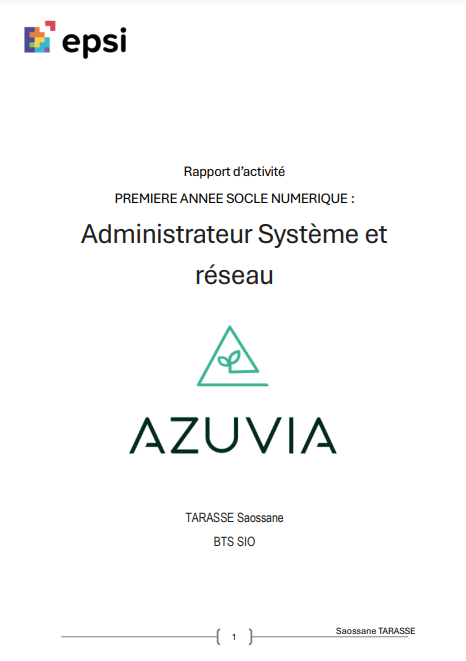 epsi
Rapport d’activité
PREMIERE ANNEE SOCLE NUMERIQUE :
Administrateur Système et
réseau
AZUVIA
TARASSE Saossane
BTS SIO
Saossane TARASSE
1